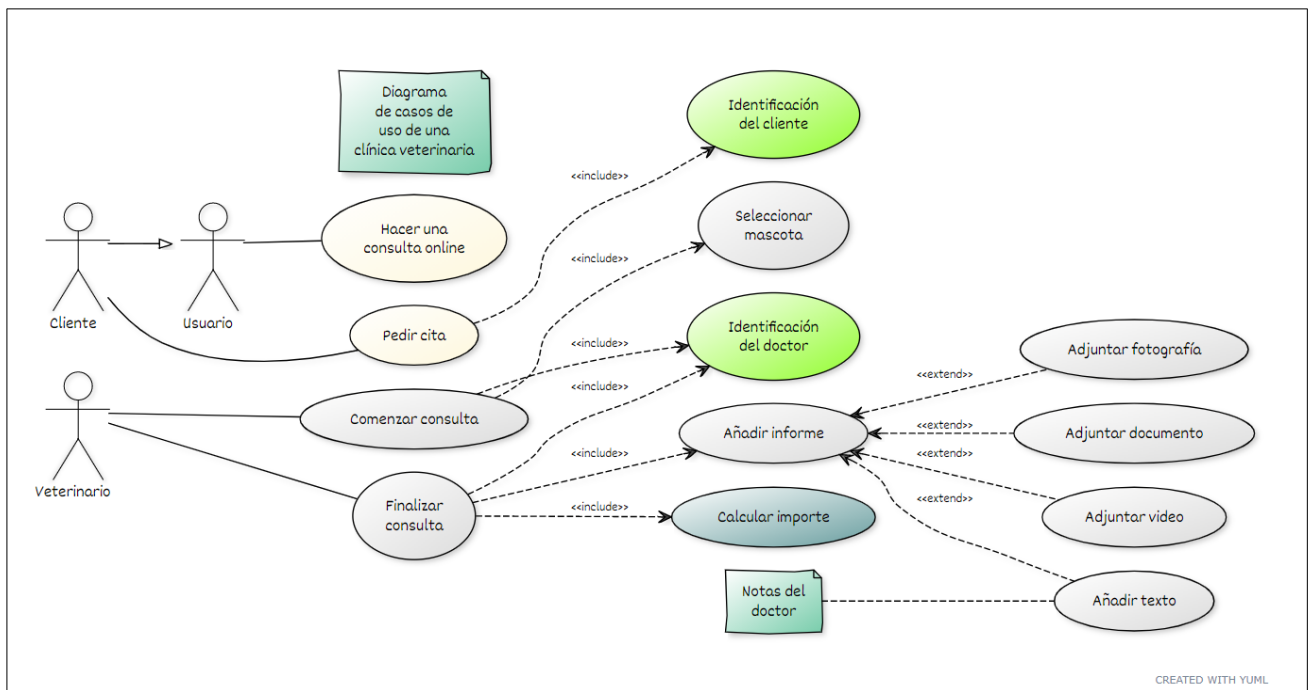 Diagrama
de casos de
uso de una
clínica veterinaria
Identificación
del cliente
<<include>>
Hacer una
consulta online
Seleccionar
mascota
<<include>>
Cliente
Usuario
Pedir cita
Identificación
del doctor
<<include>>
Adjuntar fotografía
<<extend>>
<<include>>
Comenzar consulta
Añadir informe
<<extend>>
Adjuntar documento
<<include>>
<<extend>>
Veterinario
Finalizar
consulta
<<include>>
Calcular importe
<<extend>>
Adjuntar video
Notas del
doctor
Añadir texto
CREATED WITH YUML